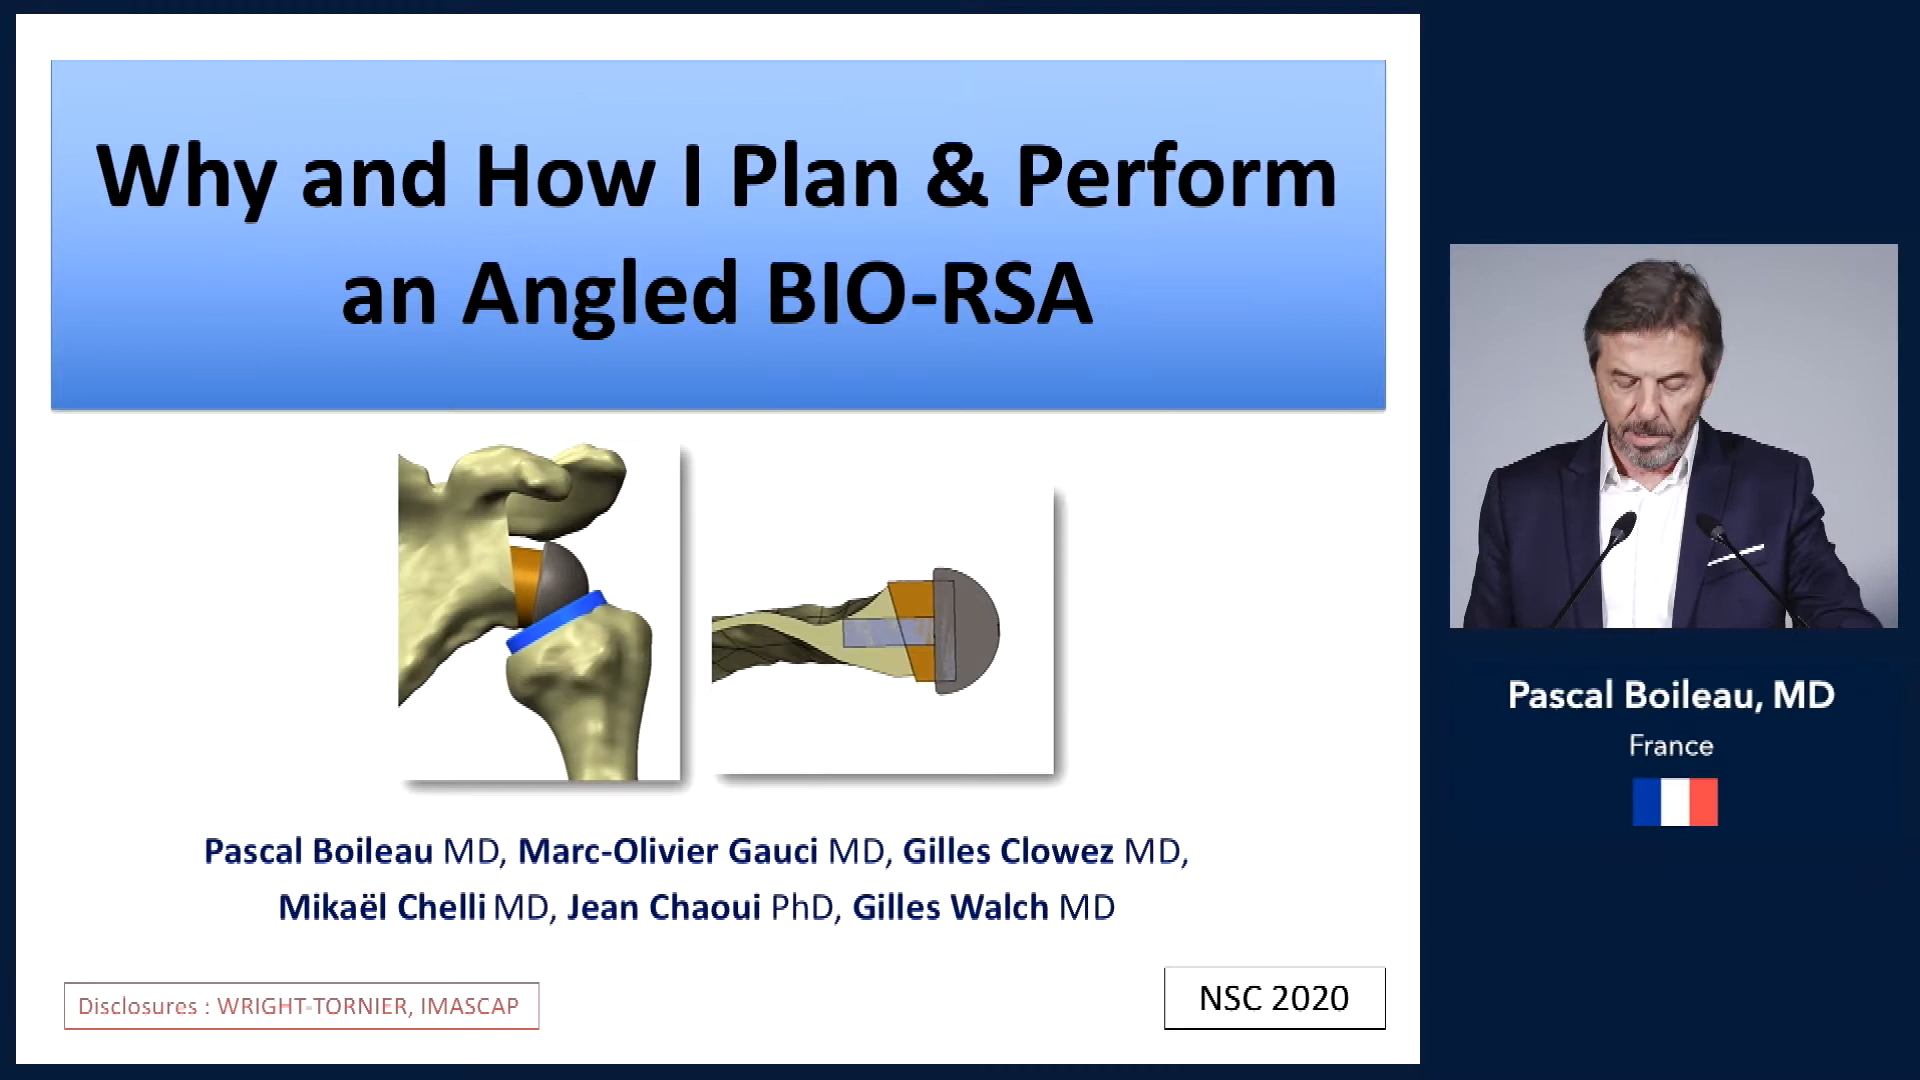 Why and How I Plan & Perform
an Angled BIO-RSA
Pascal Boileau MD, Marc-Olivier Gauci MD, Gilles Clowez MD,
Mikaël Chelli MD, Jean Chaoui PhD, Gilles Walch MD
Disclosures : WRIGHT-TORNIER, IMASCAP
NSC 2020
Pascal Boileau, MD
France